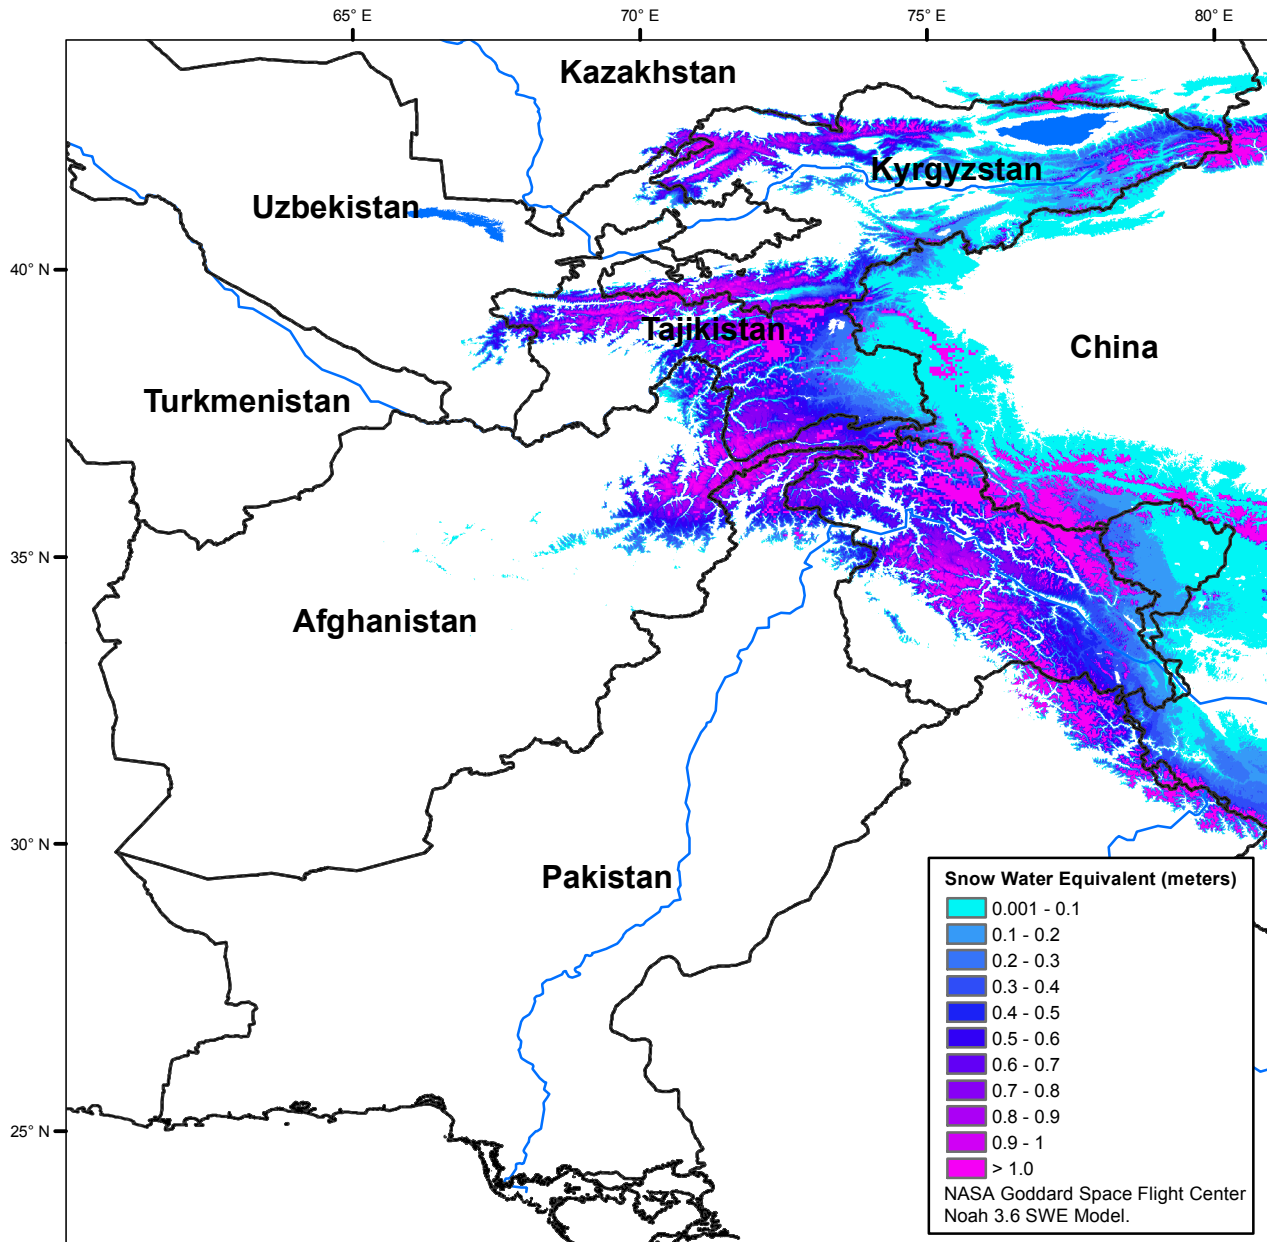 65° E 70° E 75° E 80° E
Kazakhstan
Kyrgyzstan
Uzbekistan
40° N
Tajikistan
China
Turkmenistan
35° N
Afghanistan
30° N
Pakistan
25° N
Snow Water Equivalent (meters)
0.001 - 0.1
0.1 - 0.2
0.2 - 0.3
0.3 - 0.4
0.4 - 0.5
0.5 - 0.6
0.6 - 0.7
0.7 - 0.8
0.8 - 0.9
0.9 - 1
> 1.0
NASA Goddard Space Flight Center
Noah 3.6 SWE Model.